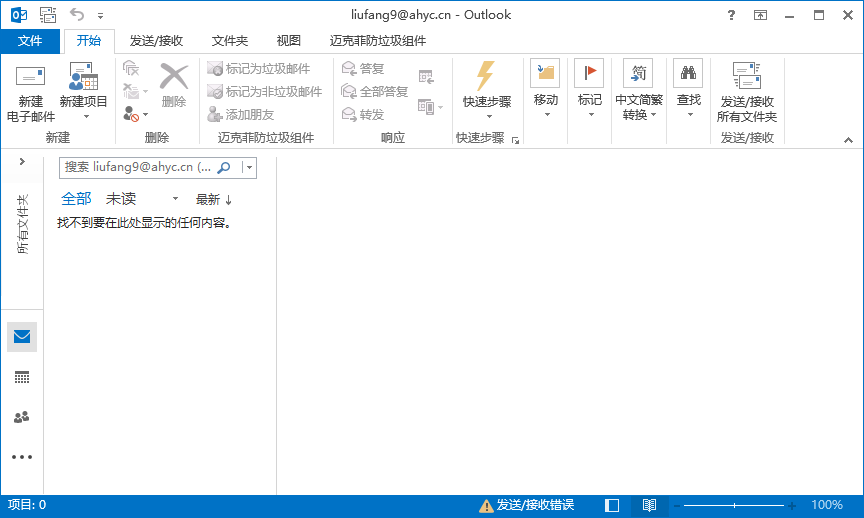 liufang9@ahyc.cn - Outlook
文件 开始 发送/接收 文件夹 视图 迈克菲防垃圾组件
新建
电子邮件
新建项目
新建
删除
删除
标记为垃圾邮件
标记为非垃圾邮件
添加朋友
迈克菲防垃圾组件
答复
全部答复
转发
响应
快速步骤
快速步骤
移动
标记
简
中文简繁
转换
查找
发送/接收
所有文件夹
发送/接收
所有文件夹
搜索 liufang9@ahyc.cn (...
全部 未读 最新 ↓
找不到要在此处显示的任何内容。
项目: 0
发送/接收错误
100%